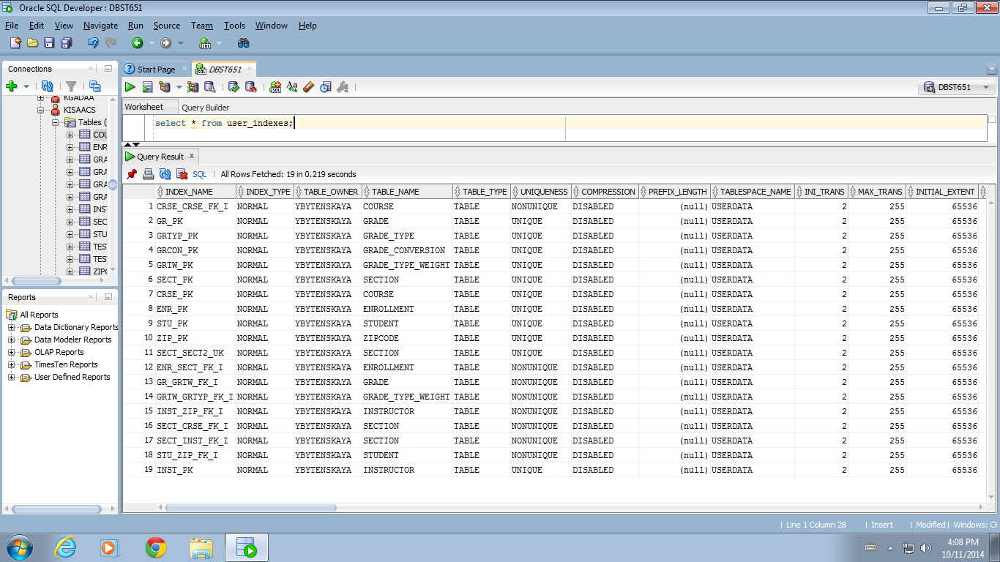 Oracle SQL Developer : DBST651
File Edit View Navigate Run Source Team Tools Window Help
Connections
KGADAA
KISAACS
Tables (
COU
ENR
GRA
GRA
GRA
GRA
INS
SEC
STU
TES
TES
ZIPC
Reports
All Reports
Data Dictionary Reports
Data Modeler Reports
OLAP Reports
TimesTen Reports
User Defined Reports
Start Page DBST651
SQL Aa DBST651
Worksheet Query Builder
select * from user_indexes;
Query Result
SQL | All Rows Fetched: 19 in 0.219 seconds
INDEX_NAME INDEX_TYPE TABLE_OWNER TABLE_NAME TABLE_TYPE UNIQUENESS COMPRESSION PREFIX_LENGTH TABLESPACE_NAME INI_TRANS MAX_TRANS INITIAL_EXTENT
1 CRSE_CRSE_FK_I NORMAL YBYTENSKAYA COURSE TABLE NONUNIQUE DISABLED (null) USERDATA 2 255 65536
2 GR_PK NORMAL YBYTENSKAYA GRADE TABLE UNIQUE DISABLED (null) USERDATA 2 255 65536
3 GRTYP_PK NORMAL YBYTENSKAYA GRADE_TYPE TABLE UNIQUE DISABLED (null) USERDATA 2 255 65536
4 GRCON_PK NORMAL YBYTENSKAYA GRADE_CONVERSION TABLE UNIQUE DISABLED (null) USERDATA 2 255 65536
5 GRTW_PK NORMAL YBYTENSKAYA GRADE_TYPE_WEIGHT TABLE UNIQUE DISABLED (null) USERDATA 2 255 65536
6 SECT_PK NORMAL YBYTENSKAYA SECTION TABLE UNIQUE DISABLED (null) USERDATA 2 255 65536
7 CRSE_PK NORMAL YBYTENSKAYA COURSE TABLE UNIQUE DISABLED (null) USERDATA 2 255 65536
8 ENR_PK NORMAL YBYTENSKAYA ENROLLMENT TABLE UNIQUE DISABLED (null) USERDATA 2 255 65536
9 STU_PK NORMAL YBYTENSKAYA STUDENT TABLE UNIQUE DISABLED (null) USERDATA 2 255 65536
10 ZIP_PK NORMAL YBYTENSKAYA ZIPCODE TABLE UNIQUE DISABLED (null) USERDATA 2 255 65536
11 SECT_SECT2_UK NORMAL YBYTENSKAYA SECTION TABLE UNIQUE DISABLED (null) USERDATA 2 255 65536
12 ENR_SECT_FK_I NORMAL YBYTENSKAYA ENROLLMENT TABLE NONUNIQUE DISABLED (null) USERDATA 2 255 65536
13 GR_GRTW_FK_I NORMAL YBYTENSKAYA GRADE TABLE NONUNIQUE DISABLED (null) USERDATA 2 255 65536
14 GRTW_GRTYP_FK_I NORMAL YBYTENSKAYA GRADE_TYPE_WEIGHT TABLE NONUNIQUE DISABLED (null) USERDATA 2 255 65536
15 INST_ZIP_FK_I NORMAL YBYTENSKAYA INSTRUCTOR TABLE NONUNIQUE DISABLED (null) USERDATA 2 255 65536
16 SECT_CRSE_FK_I NORMAL YBYTENSKAYA SECTION TABLE NONUNIQUE DISABLED (null) USERDATA 2 255 65536
17 SECT_INST_FK_I NORMAL YBYTENSKAYA SECTION TABLE NONUNIQUE DISABLED (null) USERDATA 2 255 65536
18 STU_ZIP_FK_I NORMAL YBYTENSKAYA STUDENT TABLE NONUNIQUE DISABLED (null) USERDATA 2 255 65536
19 INST_PK NORMAL YBYTENSKAYA INSTRUCTOR TABLE UNIQUE DISABLED (null) USERDATA 2 255 65536
| Line 1 Column 28 | Insert | Modified | Windows: CF
4:08 PM
10/11/2014